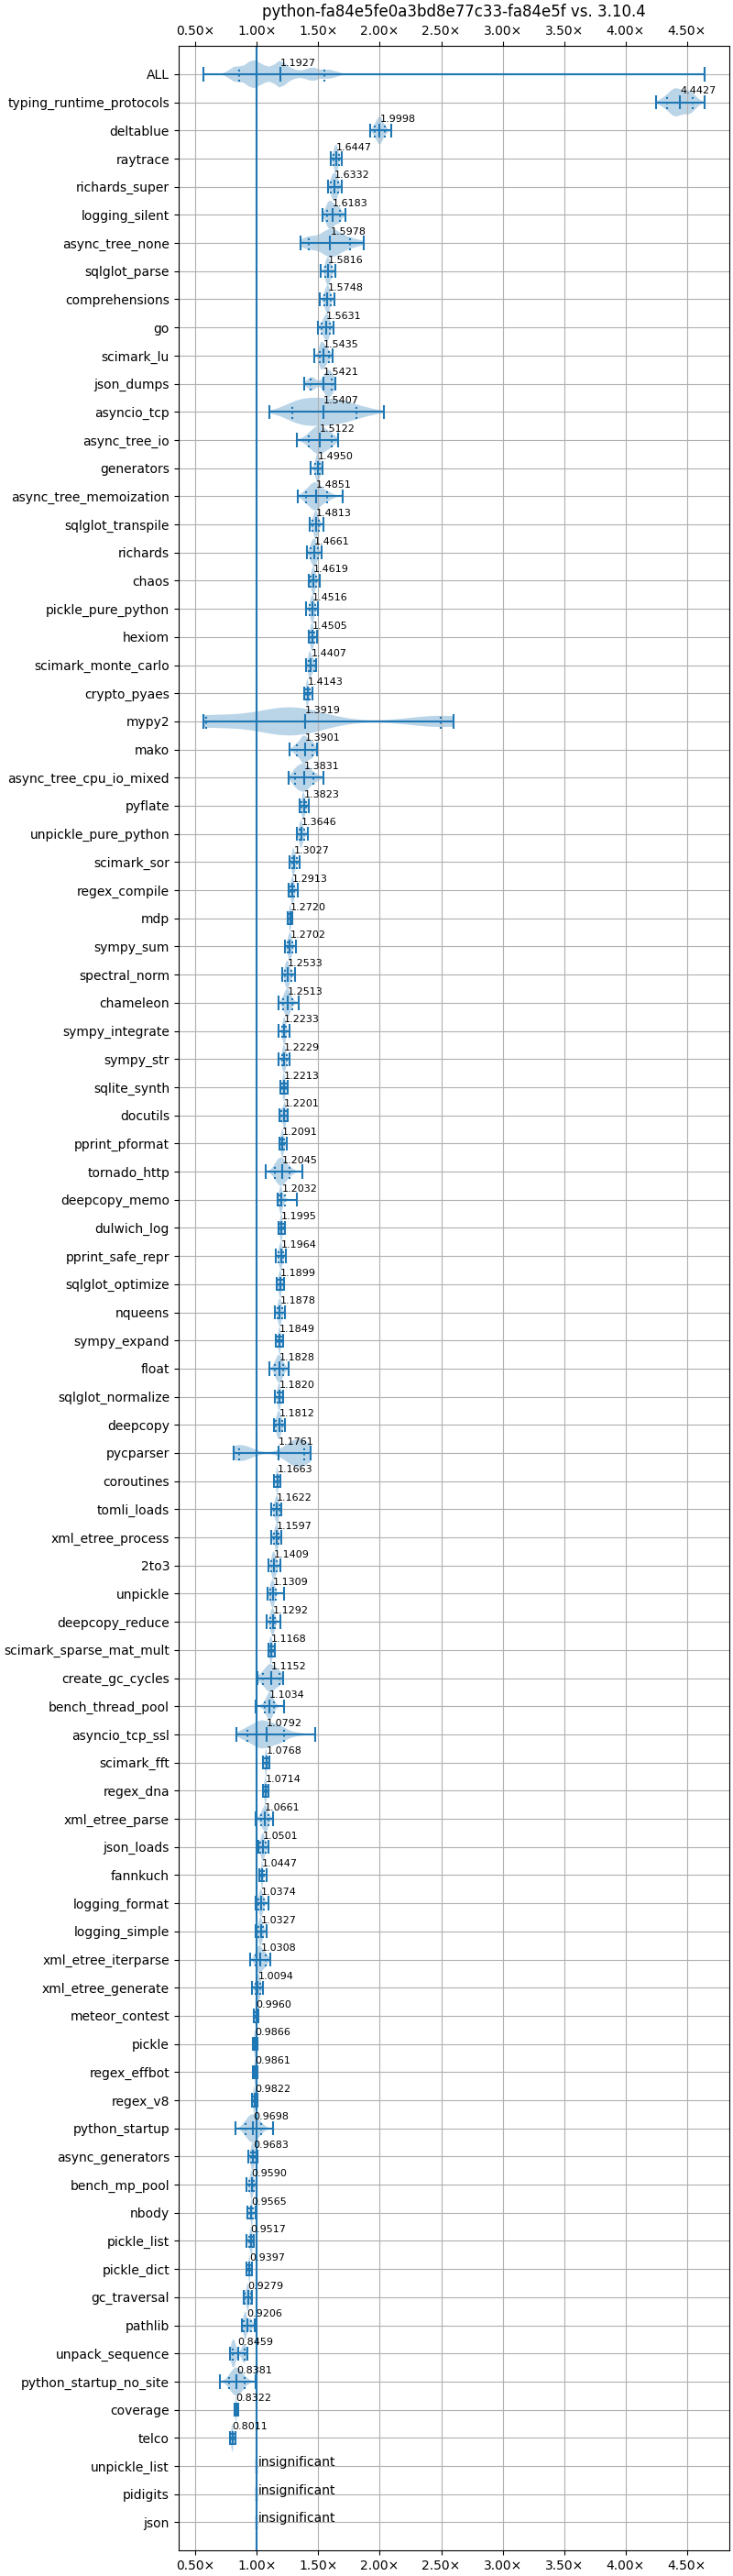 python-fa84e5fe0a3bd8e77c33-fa84e5f vs. 3.10.4
0.50× 1.00× 1.50× 2.00× 2.50× 3.00× 3.50× 4.00× 4.50×
ALL 1.1927
typing_runtime_protocols 4.4427
deltablue 1.9998
raytrace 1.6447
richards_super 1.6332
logging_silent 1.6183
async_tree_none 1.5978
sqlglot_parse 1.5816
comprehensions 1.5748
go 1.5631
scimark_lu 1.5435
json_dumps 1.5421
asyncio_tcp 1.5407
async_tree_io 1.5122
generators 1.4950
async_tree_memoization 1.4851
sqlglot_transpile 1.4813
richards 1.4661
chaos 1.4619
pickle_pure_python 1.4516
hexiom 1.4505
scimark_monte_carlo 1.4407
crypto_pyaes 1.4143
mypy2 1.3919
mako 1.3901
async_tree_cpu_io_mixed 1.3831
pyflate 1.3823
unpickle_pure_python 1.3646
scimark_sor 1.3027
regex_compile 1.2913
mdp 1.2720
sympy_sum 1.2702
spectral_norm 1.2533
chameleon 1.2513
sympy_integrate 1.2233
sympy_str 1.2229
sqlite_synth 1.2213
docutils 1.2201
pprint_pformat 1.2091
tornado_http 1.2045
deepcopy_memo 1.2032
dulwich_log 1.1995
pprint_safe_repr 1.1964
sqlglot_optimize 1.1899
nqueens 1.1878
sympy_expand 1.1849
float 1.1828
sqlglot_normalize 1.1820
deepcopy 1.1812
pycparser 1.1761
coroutines 1.1663
tomli_loads 1.1622
xml_etree_process 1.1597
2to3 1.1409
unpickle 1.1309
deepcopy_reduce 1.1292
scimark_sparse_mat_mult 1.1168
create_gc_cycles 1.1152
bench_thread_pool 1.1034
asyncio_tcp_ssl 1.0792
scimark_fft 1.0768
regex_dna 1.0714
xml_etree_parse 1.0661
json_loads 1.0501
fannkuch 1.0447
logging_format 1.0374
logging_simple 1.0327
xml_etree_iterparse 1.0308
xml_etree_generate 1.0094
meteor_contest 0.9960
pickle 0.9866
regex_effbot 0.9861
regex_v8 0.9822
python_startup 0.9698
async_generators 0.9683
bench_mp_pool 0.9590
nbody 0.9565
pickle_list 0.9517
pickle_dict 0.9397
gc_traversal 0.9279
pathlib 0.9206
unpack_sequence 0.8459
python_startup_no_site 0.8381
coverage 0.8322
telco 0.8011
unpickle_list insignificant
pidigits insignificant
json insignificant
0.50× 1.00× 1.50× 2.00× 2.50× 3.00× 3.50× 4.00× 4.50×